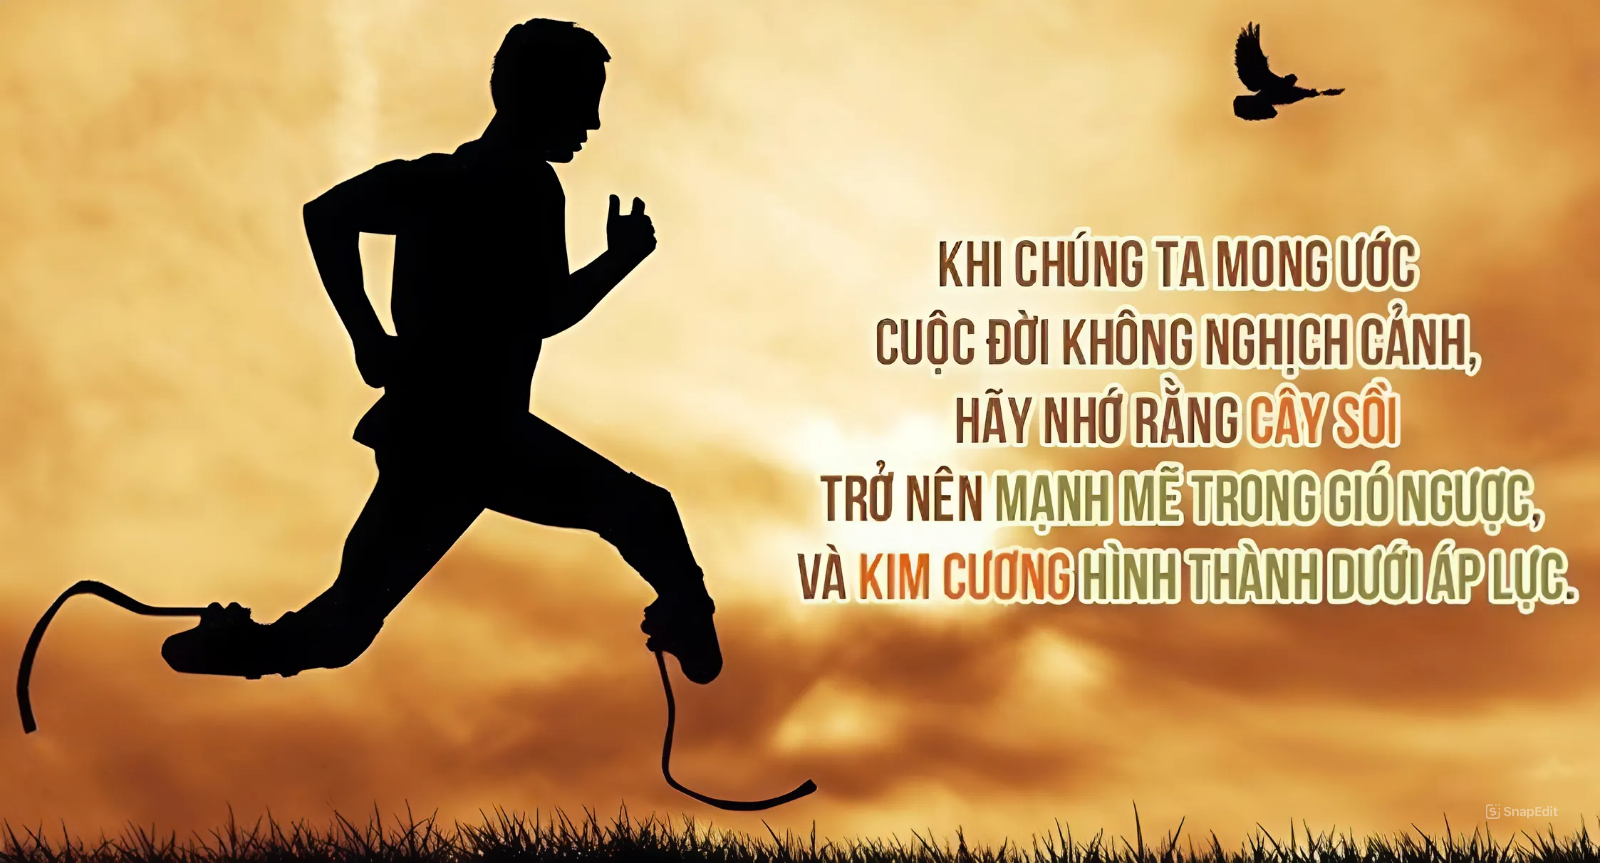 KHI CHÚNG TA MONG ƯỚC
CUỘC ĐỜI KHÔNG NGHỊCH CẢNH,
HÃY NHỚ RẰNG CÂY SỒI
TRỞ NÊN MẠNH MẼ TRONG GIÓ NGƯỢC,
VÀ KIM CƯƠNG HÌNH THÀNH DƯỚI ÁP LỰC.
SnapEdit